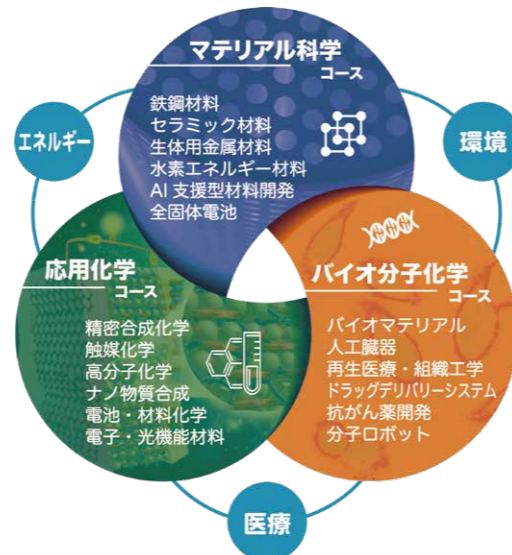 マテリアル科学
コース
鉄鋼材料
セラミック材料
生体用金属材料
水素エネルギー材料
AI 支援型材料開発
全固体電池
エネルギー
環境
応用化学
コース
精密合成化学
触媒化学
高分子化学
ナノ物質合成
電池・材料化学
電子・光機能材料
バイオ分子化学
コース
バイオマテリアル
人工臓器
再生医療・組織工学
ドラッグデリバリーシステム
抗がん薬開発
分子ロボット
医療